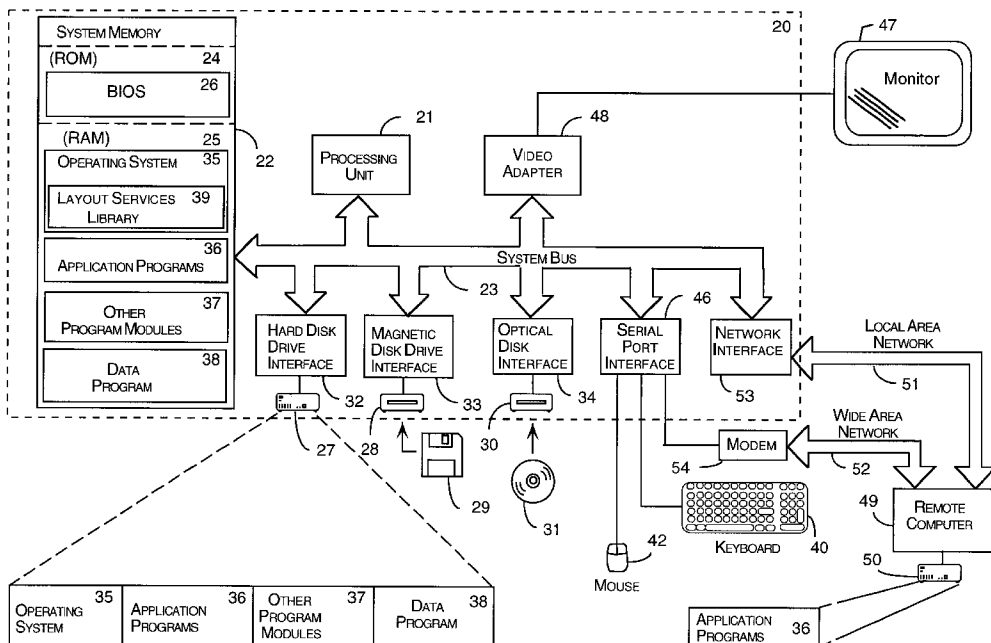 SYSTEM MEMORY
(ROM) 24
BIOS 26
(RAM) 25
OPERATING SYSTEM 35
LAYOUT SERVICES 39
LIBRARY
APPLICATION PROGRAMS 36
OTHER 37
PROGRAM MODULES
DATA 38
PROGRAM
22
20
21
PROCESSING
UNIT
48
VIDEO
ADAPTER
47
Monitor
SYSTEM BUS
23
HARD DISK
DRIVE
INTERFACE
32
MAGNETIC
DISK DRIVE
INTERFACE
33
OPTICAL
DISK
INTERFACE
34
46
SERIAL
PORT
INTERFACE
NETWORK
INTERFACE
53
LOCAL AREA
NETWORK
51
27
28
29
30
31
MODEM
54
WIDE AREA
NETWORK
52
42
MOUSE
KEYBOARD
40
49
REMOTE
COMPUTER
50
OPERATING 35
SYSTEM
APPLICATION 36
PROGRAMS
OTHER 37
PROGRAM
MODULES
DATA 38
PROGRAM
APPLICATION
PROGRAMS 36